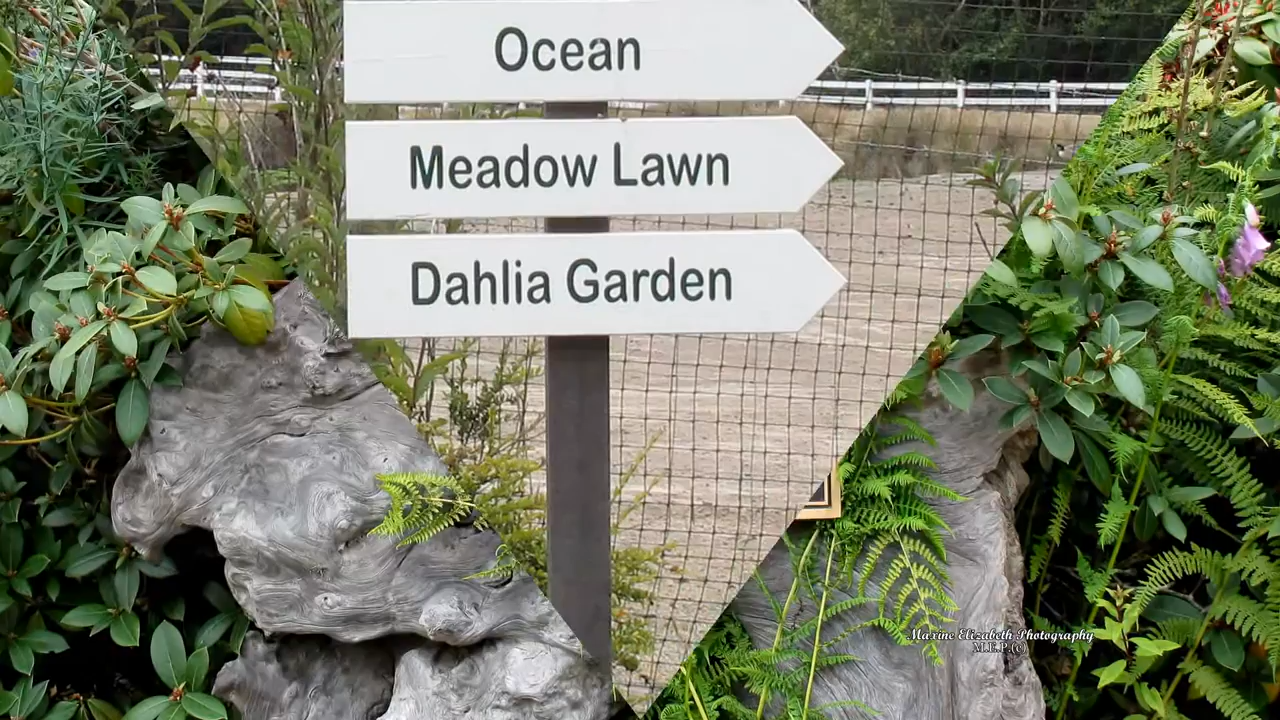 Ocean
Meadow Lawn
Dahlia Garden
Maxine Elizabeth Photography
M.E.P.(c)